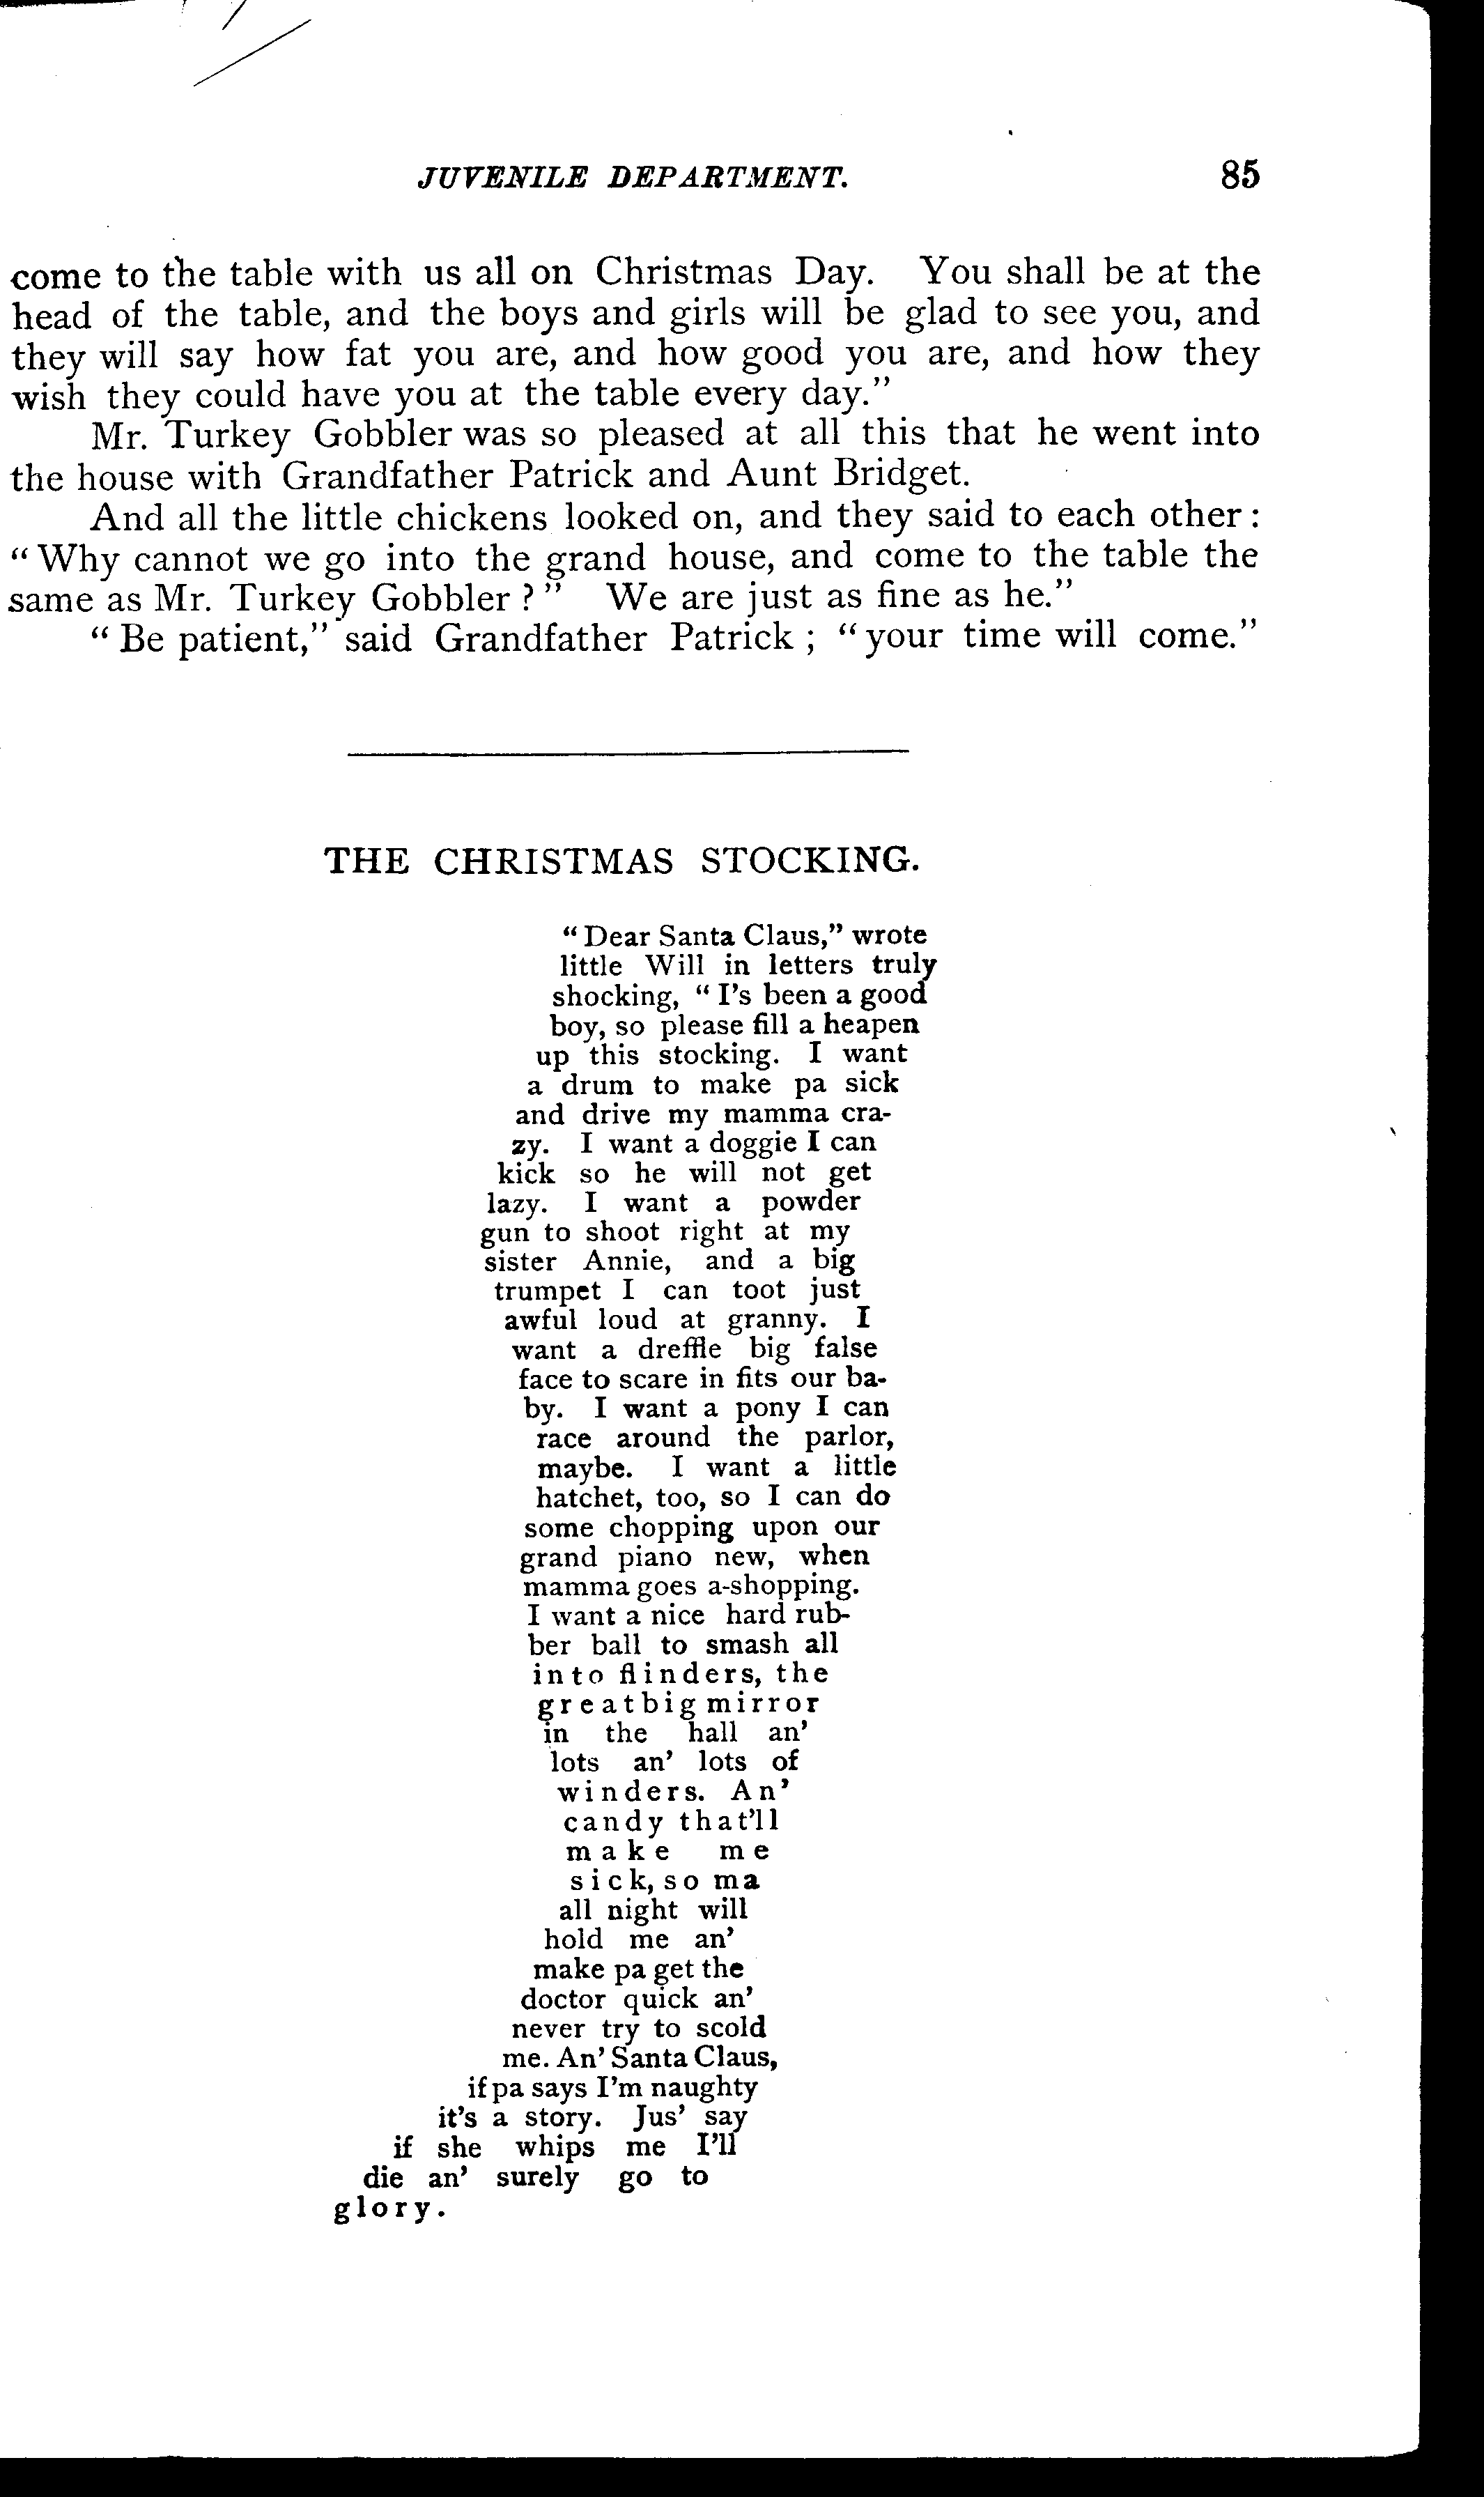 JUVENILE DEPARTMENT. 85
come to the table with us all on Christmas Day. You shall be at the
head of the table, and the boys and girls will be glad to see you, and
they will say how fat you are, and how good you are, and how they
wish they could have you at the table every day.”
Mr. Turkey Gobbler was so pleased at all this that he went into
the house with Grandfather Patrick and Aunt Bridget.
And all the little chickens looked on, and they said to each other:
“Why cannot we go into the grand house, and come to the table the
same as Mr. Turkey Gobbler?” We are just as fine as he.”
“Be patient,” said Grandfather Patrick; “your time will come.”
THE CHRISTMAS STOCKING.
“Dear Santa Claus,” wrote
little Will in letters truly
shocking, “I's been a good
boy, so please fill a heapen
up this stocking. I want
a drum to make pa sick
and drive my mamma cra-
zy. I want a doggie I can
kick so he will not get
lazy. I want a powder
gun to shoot right at my
sister Annie, and a big
trumpet I can toot just
awful loud at granny. I
want a dreffle big false
face to scare in fits our ba-
by. I want a pony I can
race around the parlor,
maybe. I want a little
hatchet, too, so I can do
some chopping upon our
grand piano new, when
mamma goes a-shopping.
I want a nice hard rub-
ber ball to smash all
into flinders, the
great big mirror
in the hall an’
lots an’ lots of
winders. An’
candy that’ll
make me
sick, so ma
all night will
hold me an’
make pa get the
doctor quick an’
never try to scold
me. An’ Santa Claus,
if pa says I’m naughty
it’s a story. Jus’ say
if she whips me I’ll
die an’ surely go to
glory.